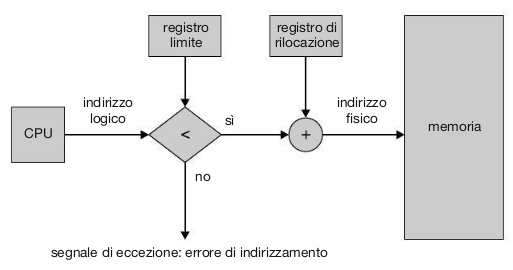 registro
limite
registro di
rilocazione
CPU
indirizzo
logico
<
sì
+
indirizzo
fisico
memoria
no
segnale di eccezione: errore di indirizzamento